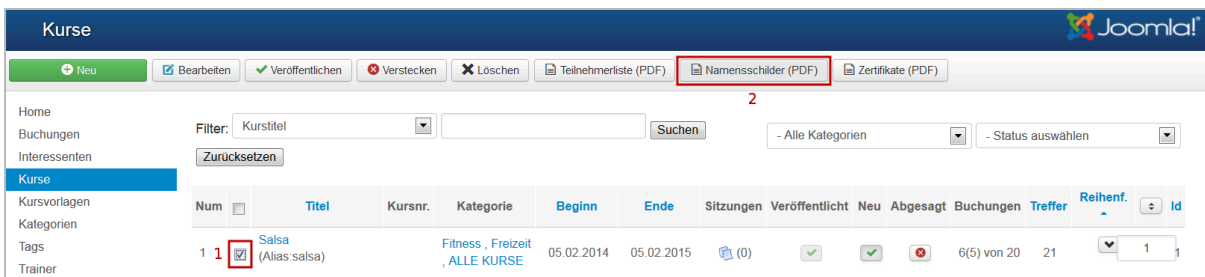 Kurse
Joomla!
Neu Bearbeiten Veröffentlichen Verstecken Löschen Teilnehmerliste (PDF) Namensschilder (PDF) Zertifikate (PDF)
2
Home
Buchungen
Interessenten
Kurse
Kursvorlagen
Kategorien
Tags
Trainer
Filter: Kurstitel Suchen - Alle Kategorien - Status auswählen
Zurücksetzen
Num Titel Kursnr. Kategorie Beginn Ende Sitzungen Veröffentlicht Neu Abgesagt Buchungen Treffer Reihenf. Id
1 1 Salsa Fitness , Freizeit 05.02.2014 05.02.2015 (0) 6(5) von 20 21 1 1
(Alias:salsa) , ALLE KURSE